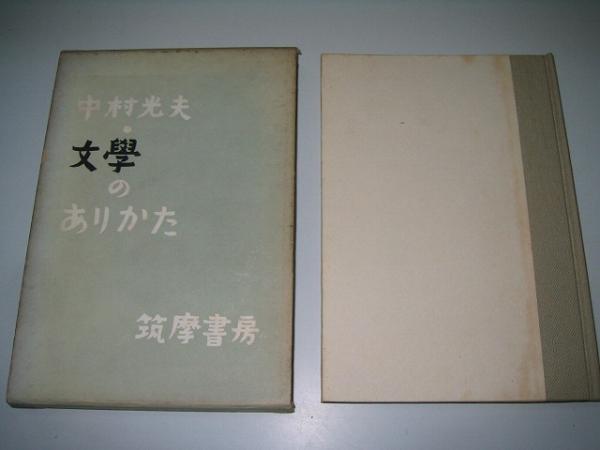 中村光夫・
文學
の
ありかた
筑摩書房